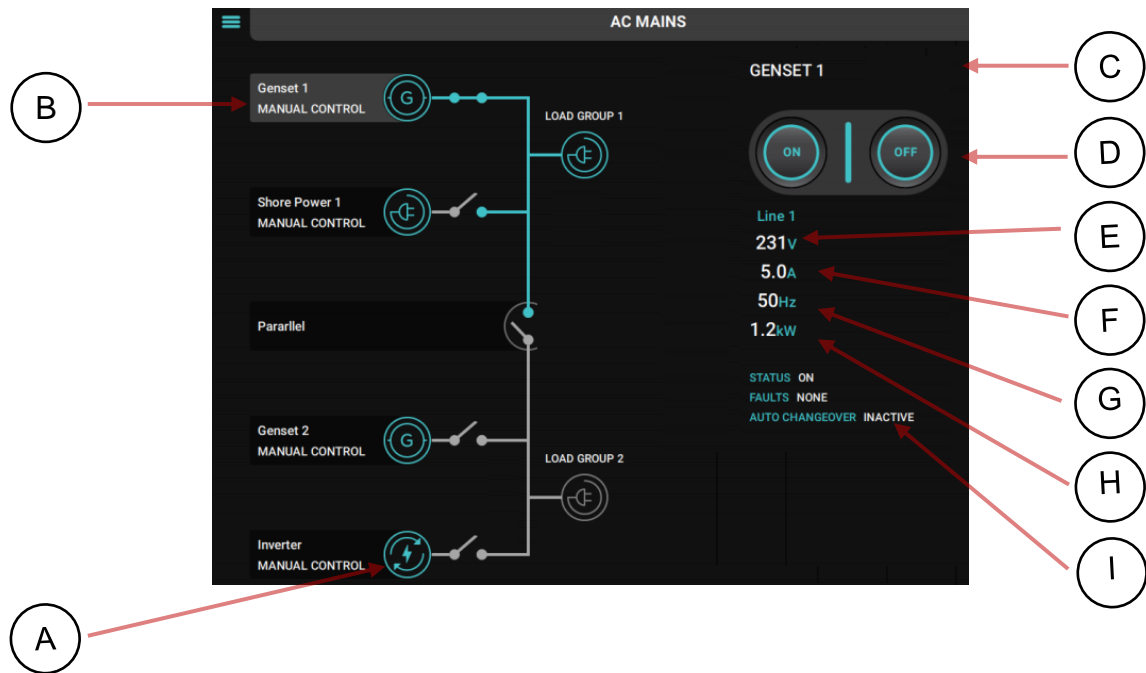 AC MAINS
B
Genset 1
MANUAL CONTROL
G
LOAD GROUP 1
Shore Power 1
MANUAL CONTROL
Pararllel
Genset 2
MANUAL CONTROL
G
LOAD GROUP 2
Inverter
MANUAL CONTROL
A
GENSET 1
ON OFF
Line 1
231V
5.0A
50Hz
1.2kW
STATUS ON
FAULTS NONE
AUTO CHANGEOVER INACTIVE
C
D
E
F
G
H
I